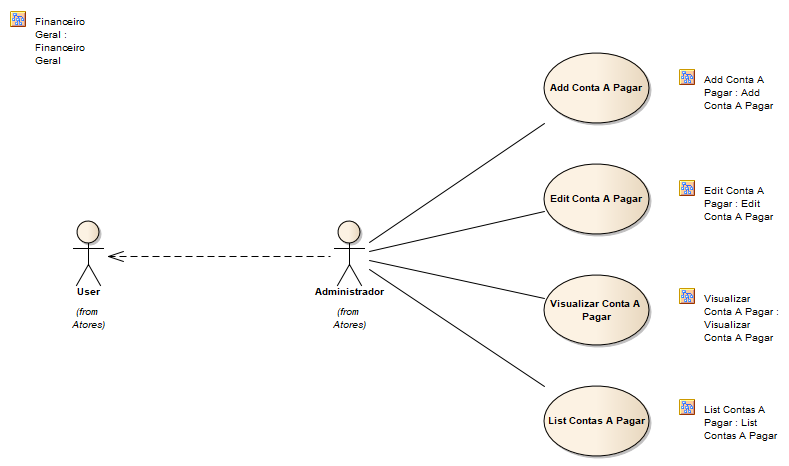 Financeiro
Geral :
Financeiro
Geral
Add Conta A Pagar
Add Conta A
Pagar : Add
Conta A Pagar
Edit Conta A Pagar
Edit Conta A
Pagar : Edit
Conta A Pagar
User
(from
Atores)
Administrador
(from
Atores)
Visualizar Conta A
Pagar
Visualizar
Conta A Pagar :
Visualizar
Conta A Pagar
List Contas A Pagar
List Contas A
Pagar : List
Contas A Pagar